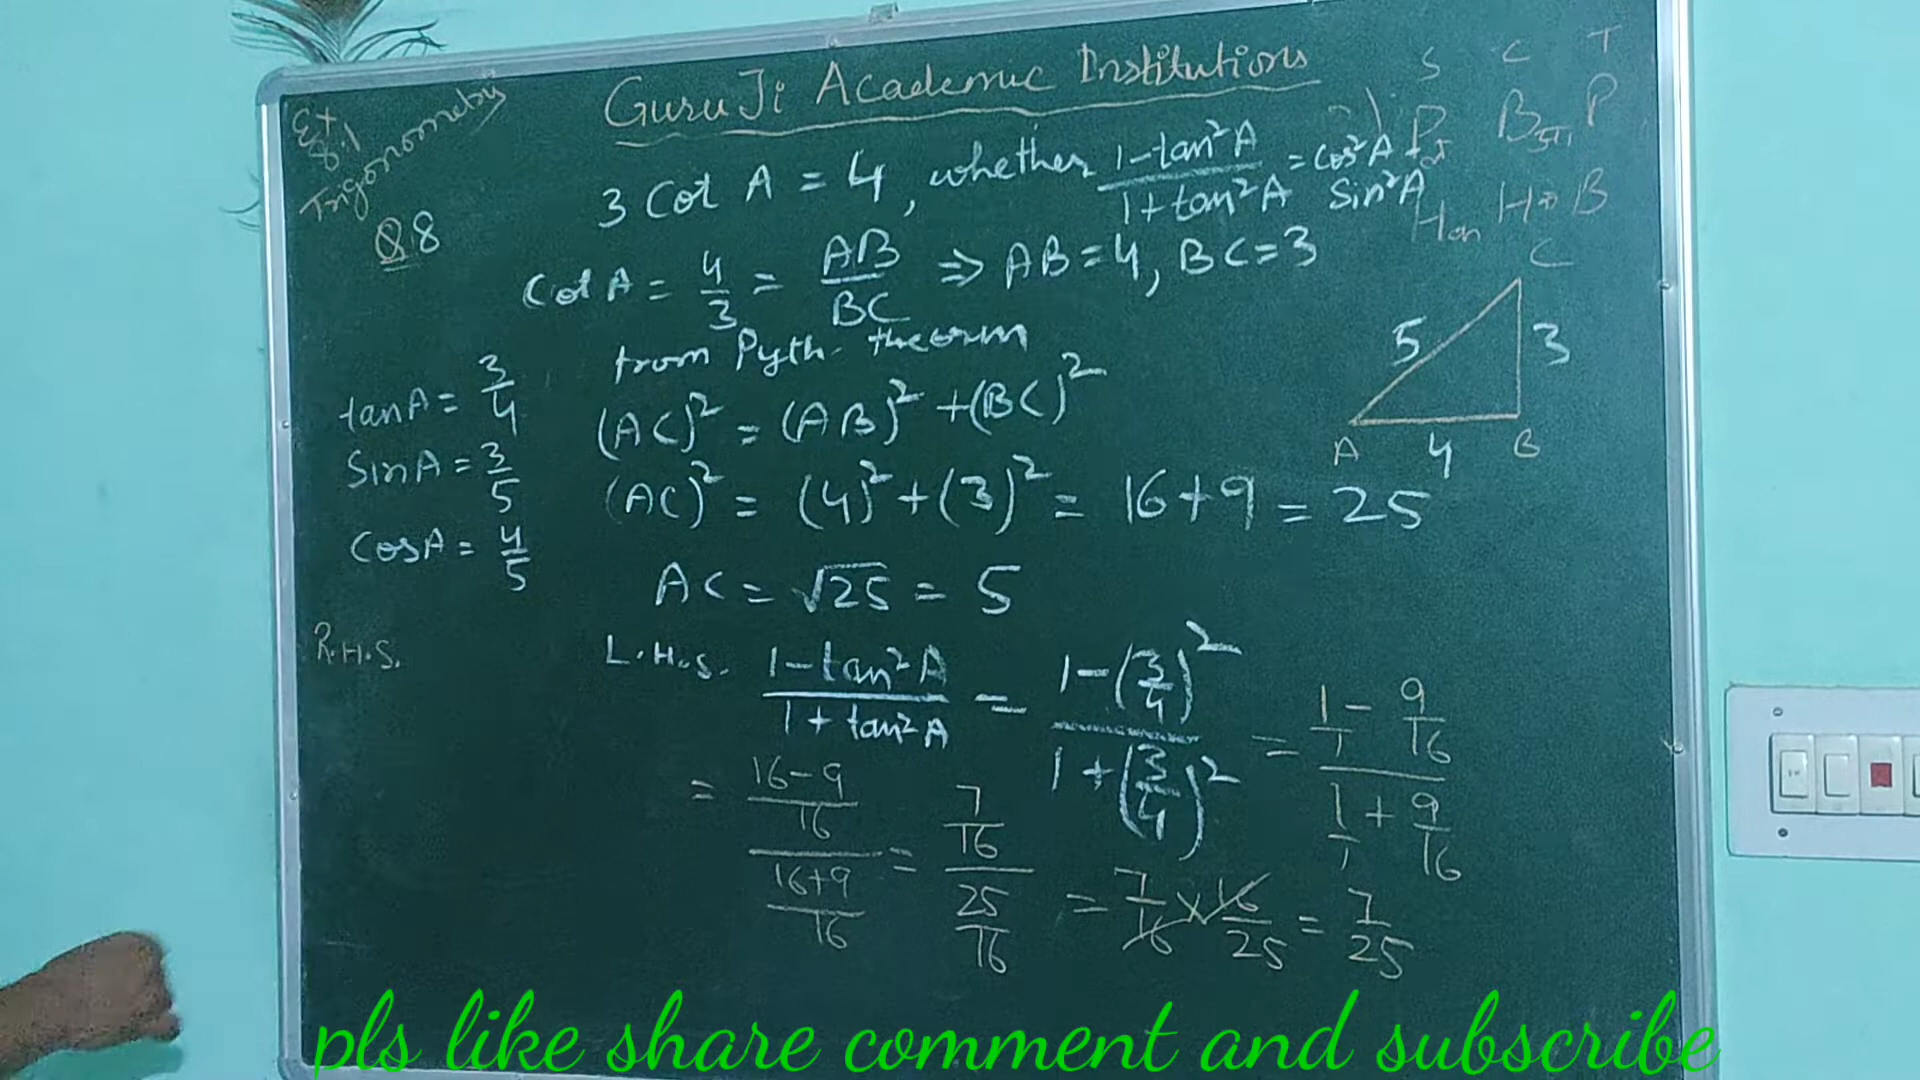 GuruJi Academic Institutions
Ex 8.1
Trigonometry
Q.8
S C T
P B P
H H B
3 Cot A = 4, whether (1-tan²A)/(1+tan²A) = cos²A - Sin²A
Cot A = 4/3 = AB/BC ⇒ AB=4, BC=3
from Pyth. theorm
(AC)² = (AB)² + (BC)²
(AC)² = (4)² + (3)² = 16+9 = 25
AC = √25 = 5
tanA = 3/4
SinA = 3/5
CosA = 4/5
C
5 3
A 4 B
R.H.S.
L.H.S. (1-tan²A)/(1+tan²A) = (1-(3/4)²)/(1+(3/4)²) = (1/1 - 9/16)/(1/1 + 9/16)
= ((16-9)/16)/((16+9)/16) = (7/16)/(25/16) = 7/16 × 16/25 = 7/25
pls like share comment and subscribe